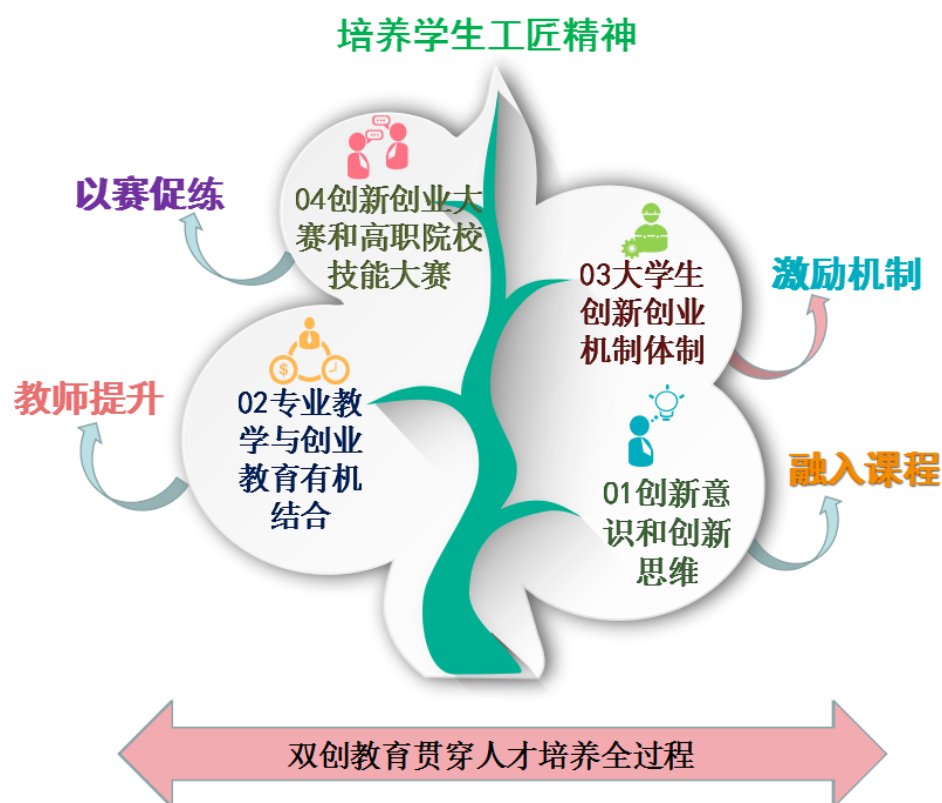 培养学生工匠精神
以赛促练
04创新创业大
赛和高职院校
技能大赛
03大学生
创新创业
机制体制
激励机制
教师提升
02专业教
学与创业
教育有机
结合
01创新意
识和创新
思维
融入课程
双创教育贯穿人才培养全过程